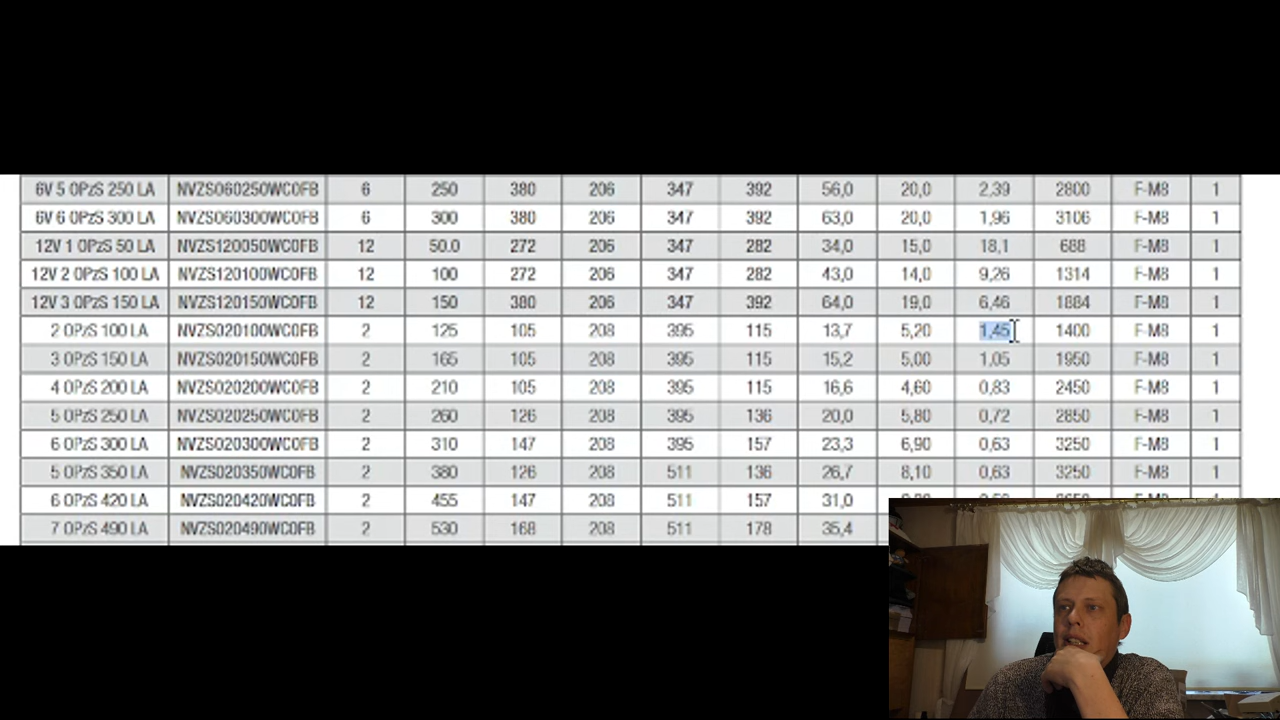 6V 5 OPzS 250 LA NVZS060250WC0FB 6 250 380 206 347 392 56,0 20,0 2,39 2800 F-M8 1
6V 6 OPzS 300 LA NVZS060300WC0FB 6 300 380 206 347 392 63,0 20,0 1,96 3106 F-M8 1
12V 1 OPzS 50 LA NVZS120050WC0FB 12 50.0 272 206 347 282 34,0 15,0 18,1 688 F-M8 1
12V 2 OPzS 100 LA NVZS120100WC0FB 12 100 272 206 347 282 43,0 14,0 9,26 1314 F-M8 1
12V 3 OPzS 150 LA NVZS120150WC0FB 12 150 380 206 347 392 64,0 19,0 6,46 1884 F-M8 1
2 OPzS 100 LA NVZS020100WC0FB 2 125 105 208 395 115 13,7 5,20 1,45 1400 F-M8 1
3 OPzS 150 LA NVZS020150WC0FB 2 165 105 208 395 115 15,2 5,00 1,05 1950 F-M8 1
4 OPzS 200 LA NVZS020200WC0FB 2 210 105 208 395 115 16,6 4,60 0,83 2450 F-M8 1
5 OPzS 250 LA NVZS020250WC0FB 2 260 126 208 395 136 20,0 5,80 0,72 2850 F-M8 1
6 OPzS 300 LA NVZS020300WC0FB 2 310 147 208 395 157 23,3 6,90 0,63 3250 F-M8 1
5 OPzS 350 LA NVZS020350WC0FB 2 380 126 208 511 136 26,7 8,10 0,63 3250 F-M8 1
6 OPzS 420 LA NVZS020420WC0FB 2 455 147 208 511 157 31,0
7 OPzS 490 LA NVZS020490WC0FB 2 530 168 208 511 178 35,4